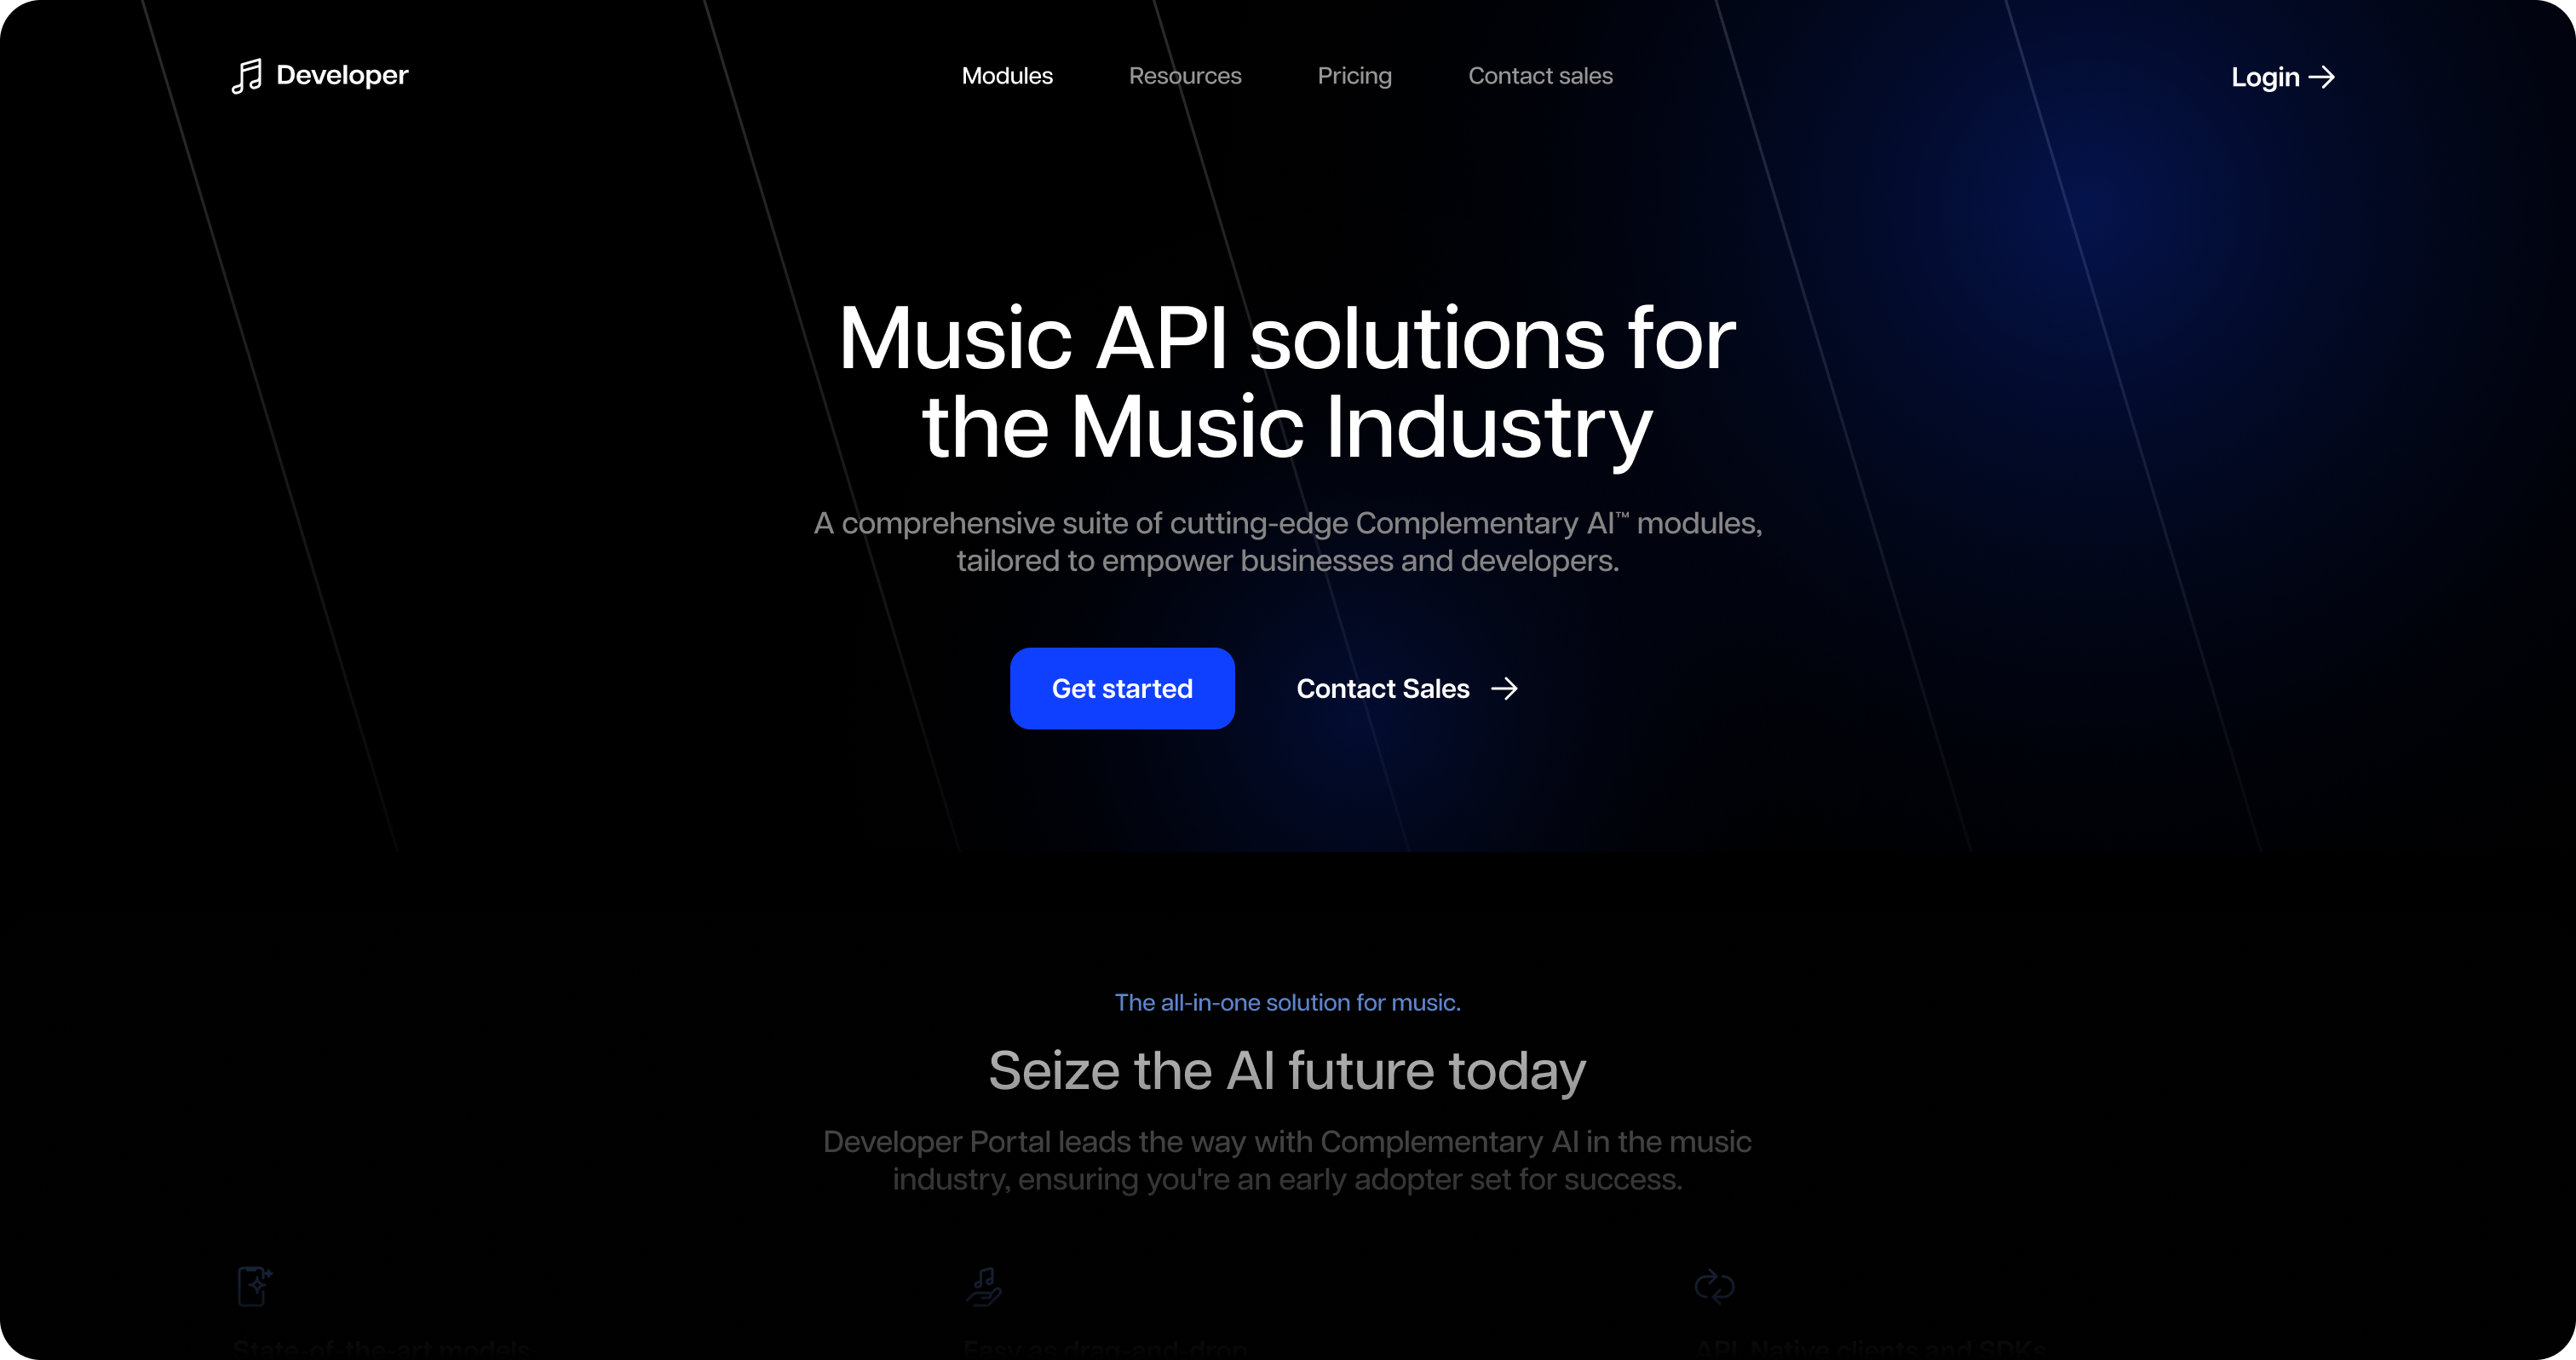 Developer
Modules
Resources
Pricing
Contact sales
Login
Music API solutions for
the Music Industry
A comprehensive suite of cutting-edge Complementary AI™ modules,
tailored to empower businesses and developers.
Get started
Contact Sales
The all-in-one solution for music.
Seize the AI future today
Developer Portal leads the way with Complementary AI in the music
industry, ensuring you're an early adopter set for success.
State-of-the-art models
Easy as drag-and-drop
API, Native clients and SDKs